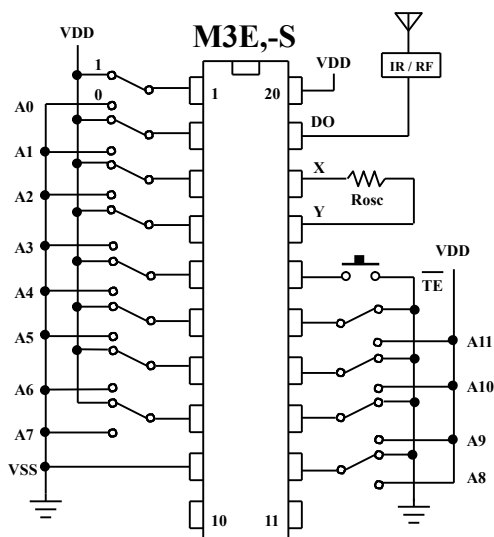 VDD
M3E,-S
IR / RF
VDD
1
0
1
20
A0
DO
A1
X
Rosc
A2
Y
A3
VDD
TE
A4
A5
A11
A6
A10
A7
A9
VSS
A8
10
11